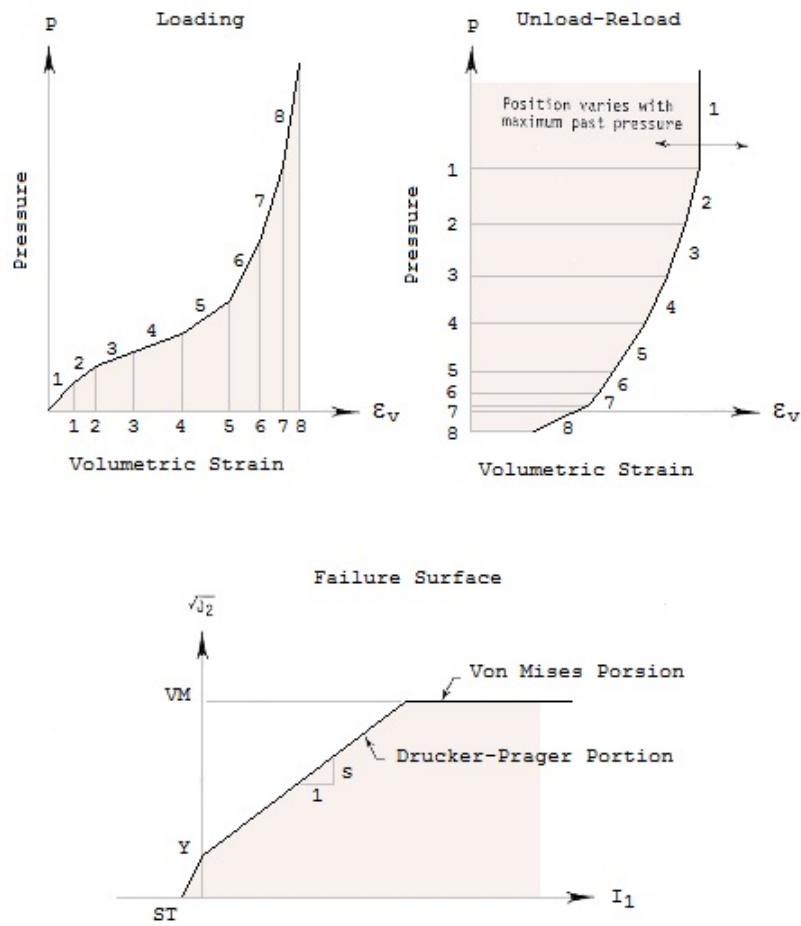 Loading
p
Pressure
1 2 3 4 5 6 7 8
1 2 3 4 5 6 7 8
εv
Volumetric Strain
Unload-Reload
p
Position varies with
maximum past pressure
Pressure
1
2
3
4
5
6
7
8
1
2
3
4
5
6
7
8
εv
Volumetric Strain
Failure Surface
√J2
VM
Von Mises Porsion
Drucker-Prager Portion
S
1
Y
ST
I1